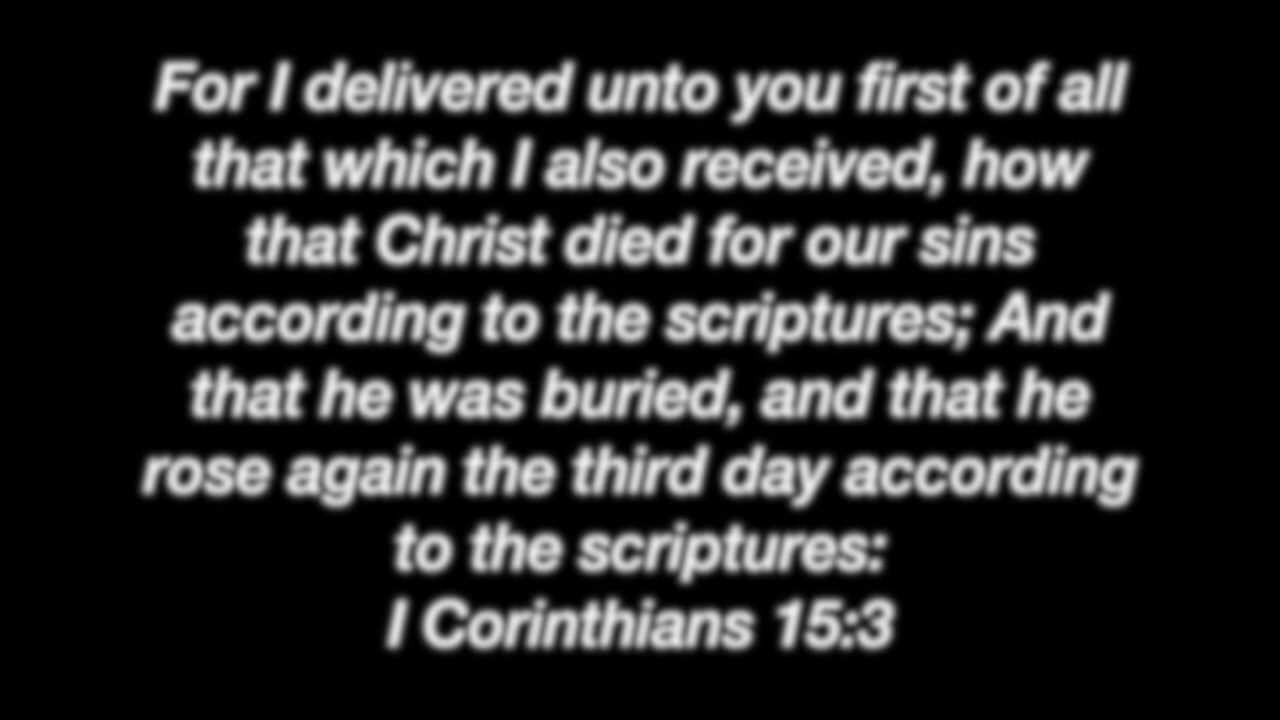 For I delivered unto you first of all
that which I also received, how
that Christ died for our sins
according to the scriptures; And
that he was buried, and that he
rose again the third day according
to the scriptures:
I Corinthians 15:3